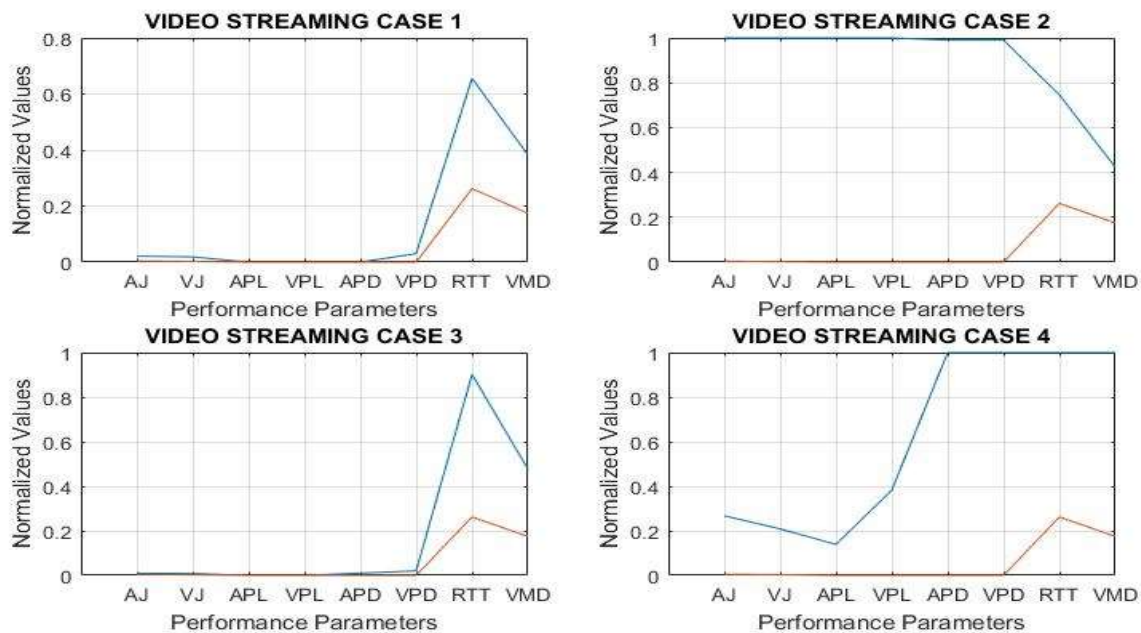 VIDEO STREAMING CASE 1
0.8
0.6
0.4
0.2
0
Normalized Values
AJ VJ APL VPL APD VPD RTT VMD
Performance Parameters
VIDEO STREAMING CASE 2
1
0.8
0.6
0.4
0.2
0
Normalized Values
AJ VJ APL VPL APD VPD RTT VMD
Performance Parameters
VIDEO STREAMING CASE 3
1
0.8
0.6
0.4
0.2
0
Normalized Values
AJ VJ APL VPL APD VPD RTT VMD
Performance Parameters
VIDEO STREAMING CASE 4
1
0.8
0.6
0.4
0.2
0
Normalized Values
AJ VJ APL VPL APD VPD RTT VMD
Performance Parameters